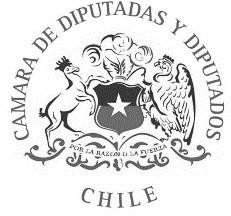 CAMARA DE DIPUTADAS Y DIPUTADOS
POR LA RAZON O LA FUERZA
CHILE